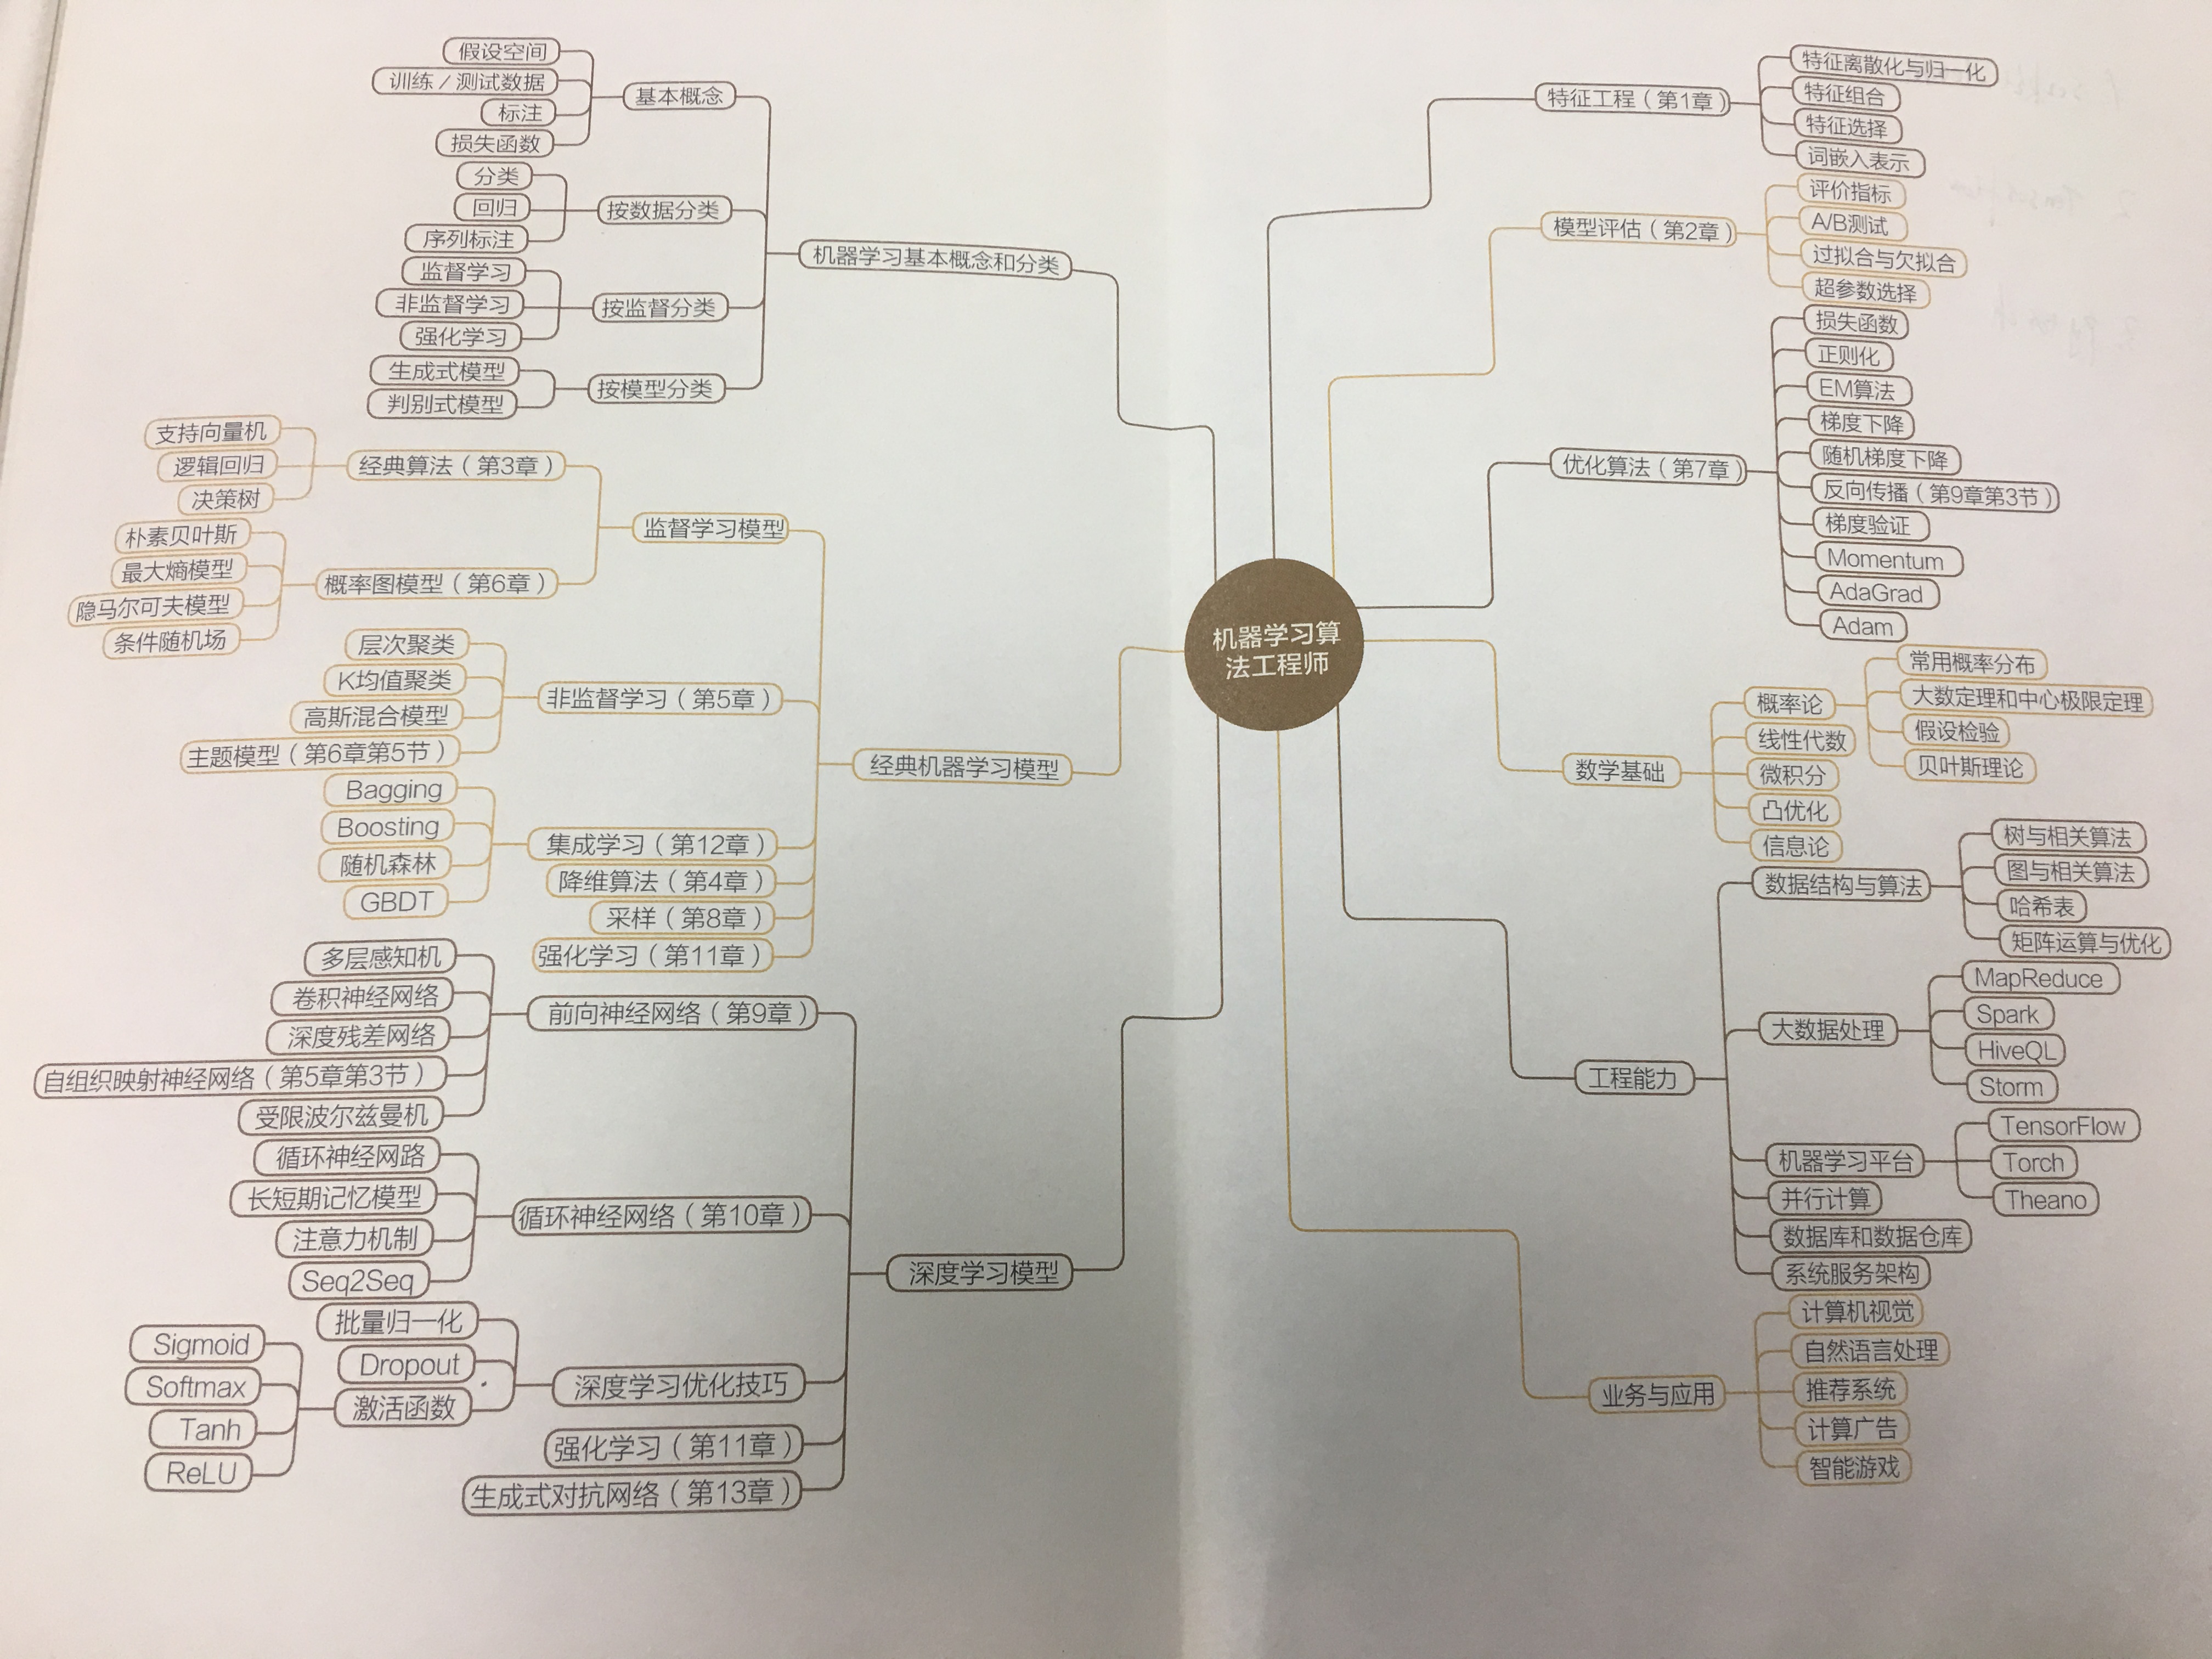 机器学习算
法工程师
机器学习基本概念和分类
基本概念
假设空间
训练／测试数据
标注
损失函数
按数据分类
分类
回归
序列标注
按监督分类
监督学习
非监督学习
强化学习
按模型分类
生成式模型
判别式模型
经典机器学习模型
监督学习模型
经典算法（第3章）
支持向量机
逻辑回归
决策树
概率图模型（第6章）
朴素贝叶斯
最大熵模型
隐马尔可夫模型
条件随机场
非监督学习（第5章）
层次聚类
K均值聚类
高斯混合模型
主题模型（第6章第5节）
集成学习（第12章）
Bagging
Boosting
随机森林
GBDT
降维算法（第4章）
采样（第8章）
强化学习（第11章）
深度学习模型
前向神经网络（第9章）
多层感知机
卷积神经网络
深度残差网络
自组织映射神经网络（第5章第3节）
受限波尔兹曼机
循环神经网络（第10章）
循环神经网路
长短期记忆模型
注意力机制
Seq2Seq
深度学习优化技巧
批量归一化
Dropout
激活函数
Sigmoid
Softmax
Tanh
ReLU
强化学习（第11章）
生成式对抗网络（第13章）
特征工程（第1章）
特征离散化与归一化
特征组合
特征选择
词嵌入表示
模型评估（第2章）
评价指标
A/B测试
过拟合与欠拟合
超参数选择
优化算法（第7章）
损失函数
正则化
EM算法
梯度下降
随机梯度下降
反向传播（第9章第3节）
梯度验证
Momentum
AdaGrad
Adam
数学基础
概率论
常用概率分布
大数定理和中心极限定理
假设检验
贝叶斯理论
线性代数
微积分
凸优化
信息论
工程能力
数据结构与算法
树与相关算法
图与相关算法
哈希表
矩阵运算与优化
大数据处理
MapReduce
Spark
HiveQL
Storm
机器学习平台
TensorFlow
Torch
Theano
并行计算
数据库和数据仓库
系统服务架构
业务与应用
计算机视觉
自然语言处理
推荐系统
计算广告
智能游戏